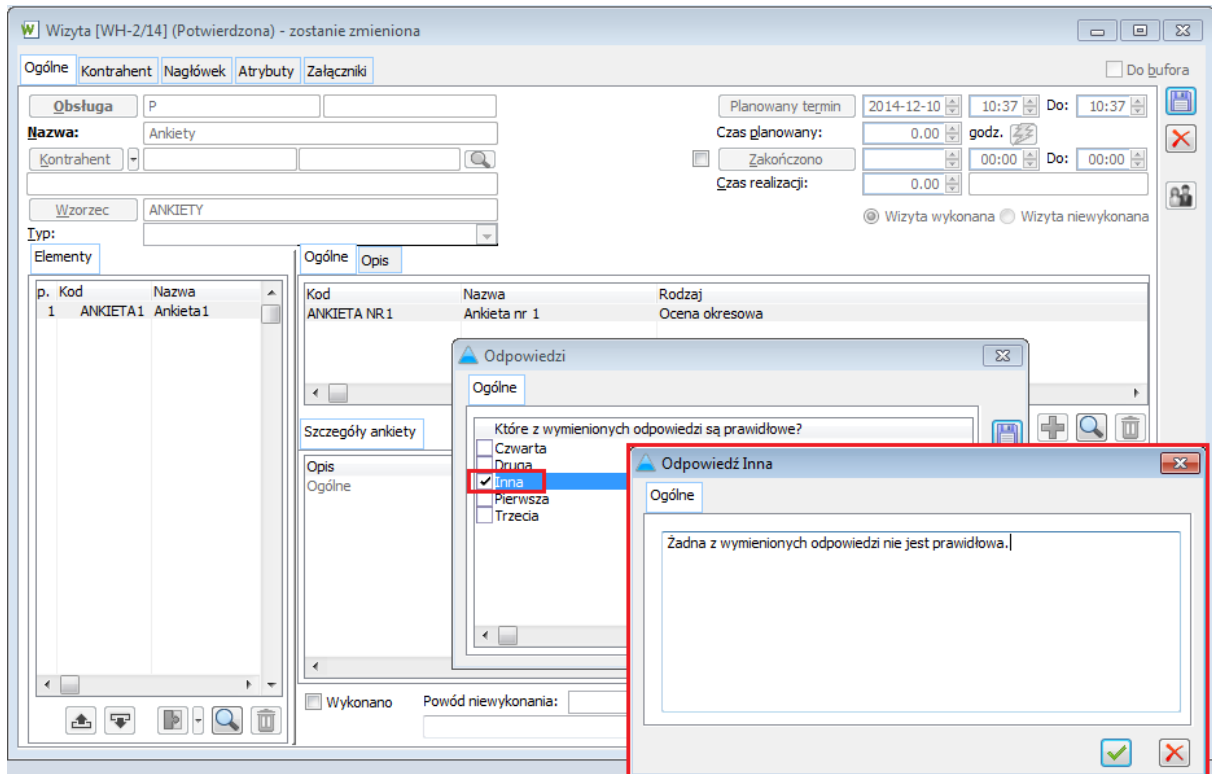 Wizyta [WH-2/14] (Potwierdzona) - zostanie zmieniona
Ogólne Kontrahent Nagłówek Atrybuty Załączniki Do bufora
Obsługa P Planowany termin 2014-12-10 10:37 Do: 10:37
Nazwa: Ankiety Czas planowany: 0.00 godz.
Kontrahent Zakończono 00:00 Do: 00:00
Czas realizacji: 0.00
Wzorzec ANKIETY Wizyta wykonana Wizyta niewykonana
Typ:
Elementy Ogólne Opis
p. Kod Nazwa Kod Nazwa Rodzaj
1 ANKIETA1 Ankieta1 ANKIETA NR1 Ankieta nr 1 Ocena okresowa
Odpowiedzi
Ogólne
Szczegóły ankiety Które z wymienionych odpowiedzi są prawidłowe?
Czwarta
Opis Druga
Ogólne Inna
Pierwsza
Trzecia
Odpowiedź Inna
Ogólne
Żadna z wymienionych odpowiedzi nie jest prawidłowa.
Wykonano Powód niewykonania: